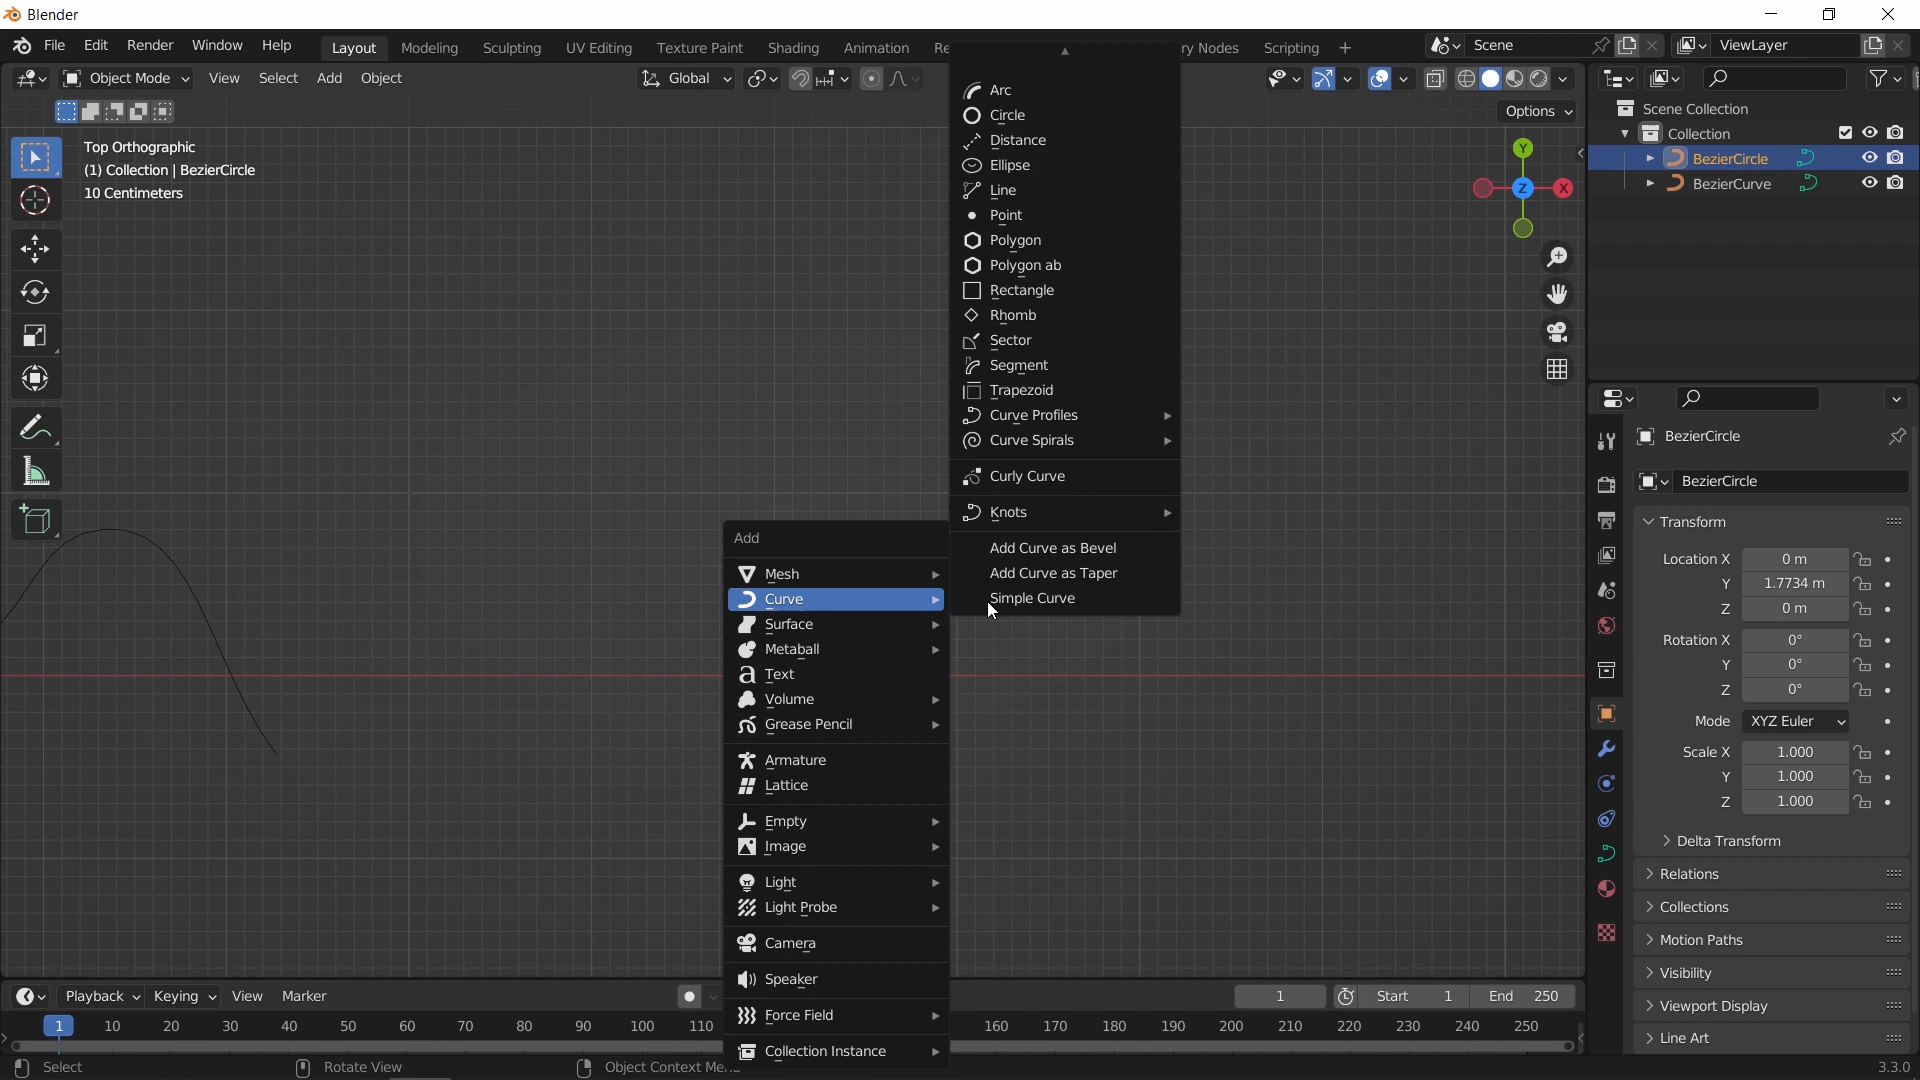 Blender
File Edit Render Window Help Layout Modeling Sculpting UV Editing Texture Paint Shading Animation Re ry Nodes Scripting + Scene ViewLayer
Object Mode View Select Add Object Global
Options
Top Orthographic
(1) Collection | BezierCircle
10 Centimeters
Y
Z
X
Arc
Circle
Distance
Ellipse
Line
Point
Polygon
Polygon ab
Rectangle
Rhomb
Sector
Segment
Trapezoid
Curve Profiles
Curve Spirals
Curly Curve
Knots
Add Curve as Bevel
Add Curve as Taper
Simple Curve
Add
Mesh
Curve
Surface
Metaball
Text
Volume
Grease Pencil
Armature
Lattice
Empty
Image
Light
Light Probe
Camera
Speaker
Force Field
Collection Instance
Scene Collection
Collection
BezierCircle
BezierCurve
BezierCircle
BezierCircle
Transform
Location X 0 m
Y 1.7734 m
Z 0 m
Rotation X 0°
Y 0°
Z 0°
Mode XYZ Euler
Scale X 1.000
Y 1.000
Z 1.000
Delta Transform
Relations
Collections
Motion Paths
Visibility
Viewport Display
Line Art
Playback Keying View Marker 1 Start 1 End 250
1 10 20 30 40 50 60 70 80 90 100 110 160 170 180 190 200 210 220 230 240 250
Select Rotate View Object Context Menu 3.3.0